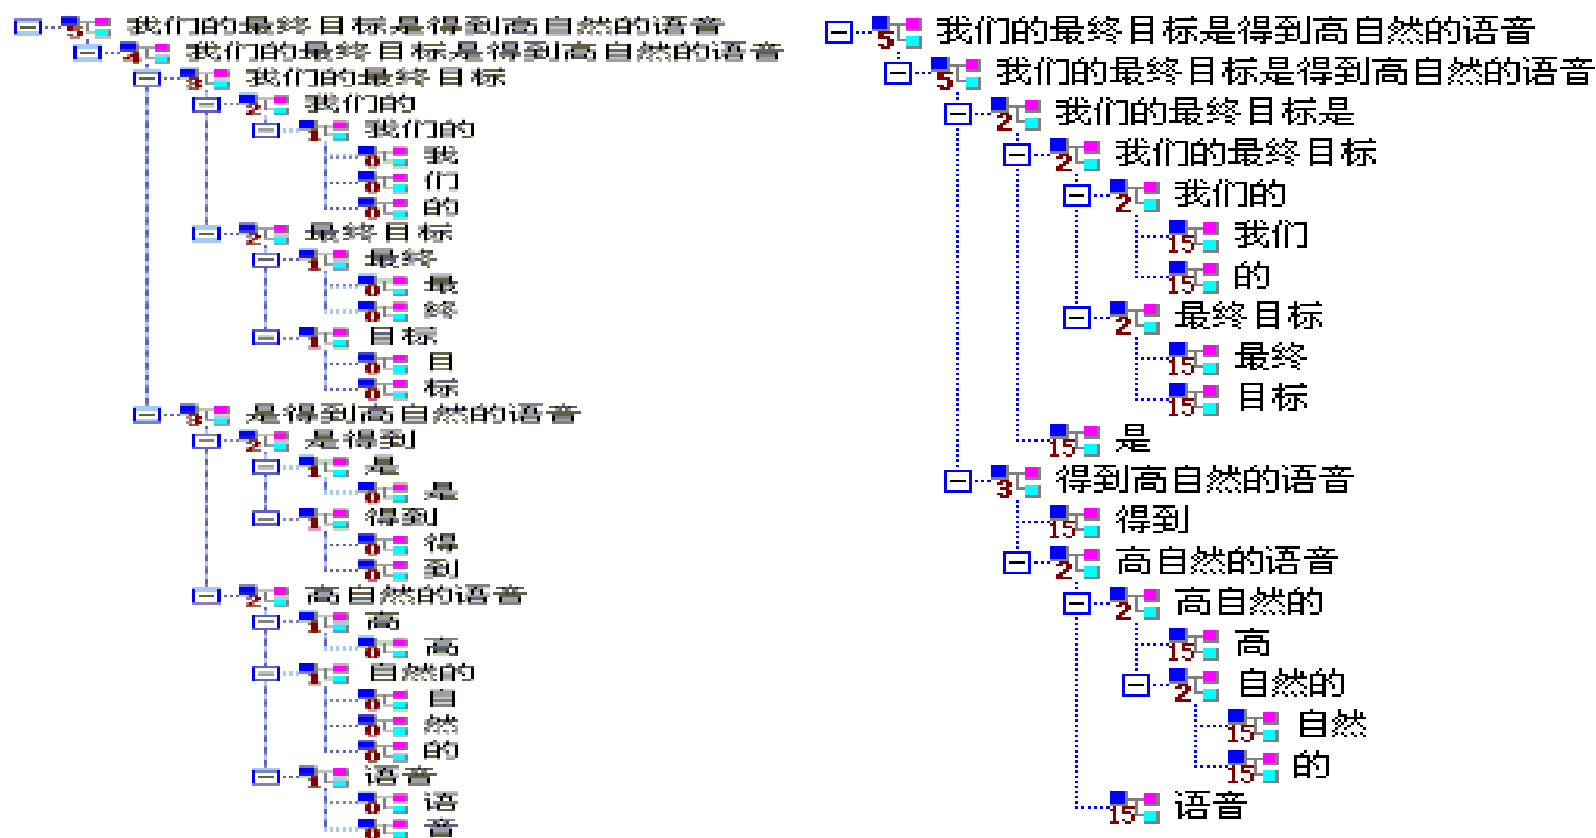 5 我们的最终目标是得到高自然的语音
4 我们的最终目标是得到高自然的语音
3 我们的最终目标
2 我们的
1 我们的
0 我
0 们
0 的
2 最终目标
1 最终
0 最
0 终
1 目标
0 目
0 标
3 是得到高自然的语音
2 是得到
1 是
0 是
1 得到
0 得
0 到
2 高自然的语音
1 高
0 高
1 自然的
0 自
0 然
0 的
1 语音
0 语
0 音
5 我们的最终目标是得到高自然的语音
5 我们的最终目标是得到高自然的语音
2 我们的最终目标是
2 我们的最终目标
2 我们的
15 我们
15 的
2 最终目标
15 最终
15 目标
15 是
3 得到高自然的语音
15 得到
2 高自然的语音
2 高自然的
15 高
2 自然的
15 自然
15 的
15 语音